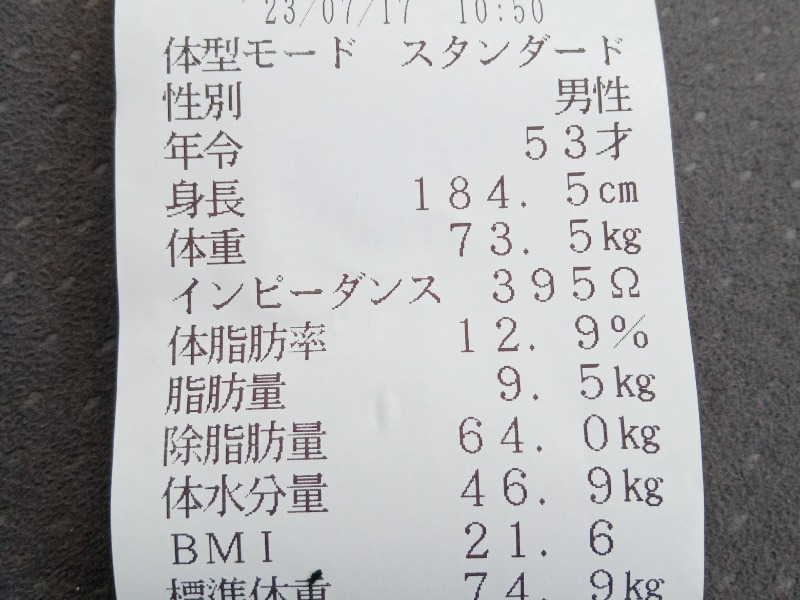 23/07/17 10:50
体型モード スタンダード
性別 男性
年令 53才
身長 184.5cm
体重 73.5kg
インピーダンス 395Ω
体脂肪率 12.9%
脂肪量 9.5kg
除脂肪量 64.0kg
体水分量 46.9kg
BMI 21.6
標準体重 74.9kg